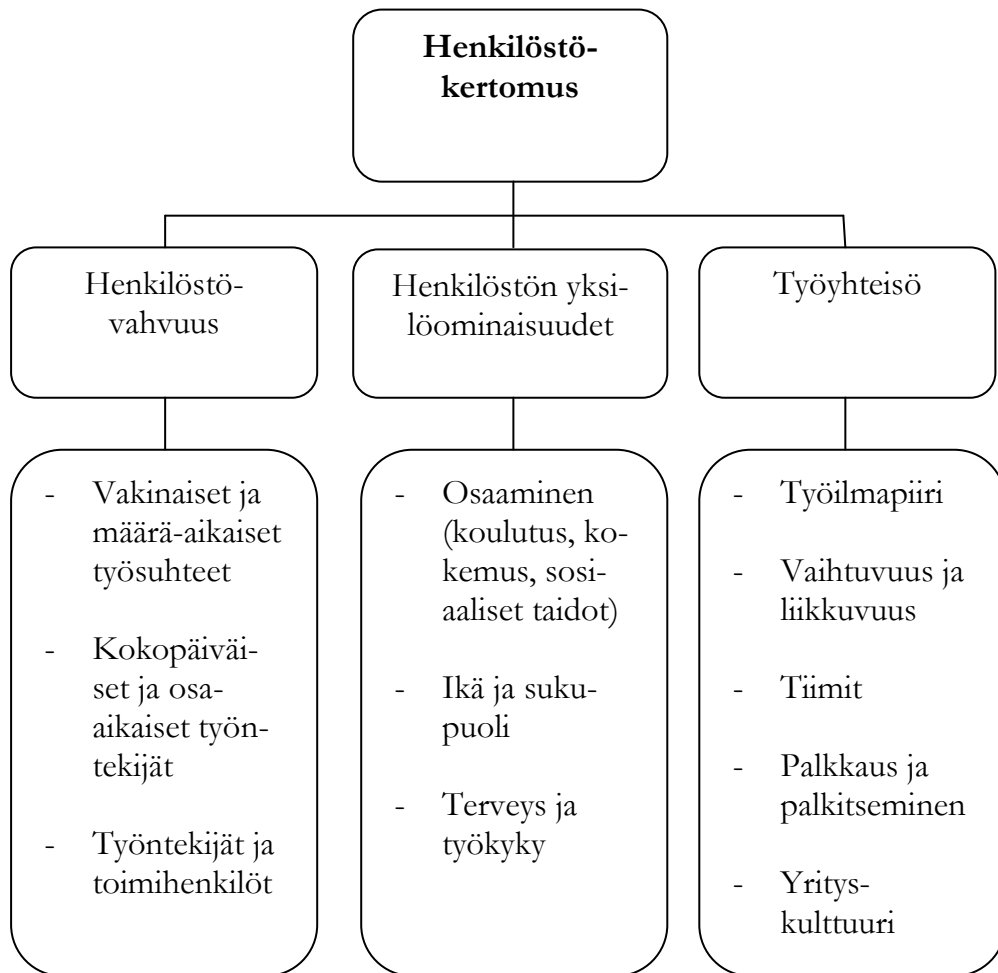 Henkilöstö-
kertomus
Henkilöstö-
vahvuus
Henkilöstön yksi-
löominaisuudet
Työyhteisö
- Vakinaiset ja
määrä-aikaiset
työsuhteet
- Kokopäiväi-
set ja osa-
aikaiset työn-
tekijät
- Työntekijät ja
toimihenkilöt
- Osaaminen
(koulutus, ko-
kemus, sosi-
aaliset taidot)
- Ikä ja suku-
puoli
- Terveys ja
työkyky
- Työilmapiiri
- Vaihtuvuus ja
liikkuvuus
- Tiimit
- Palkkaus ja
palkitseminen
- Yritys-
kulttuuri